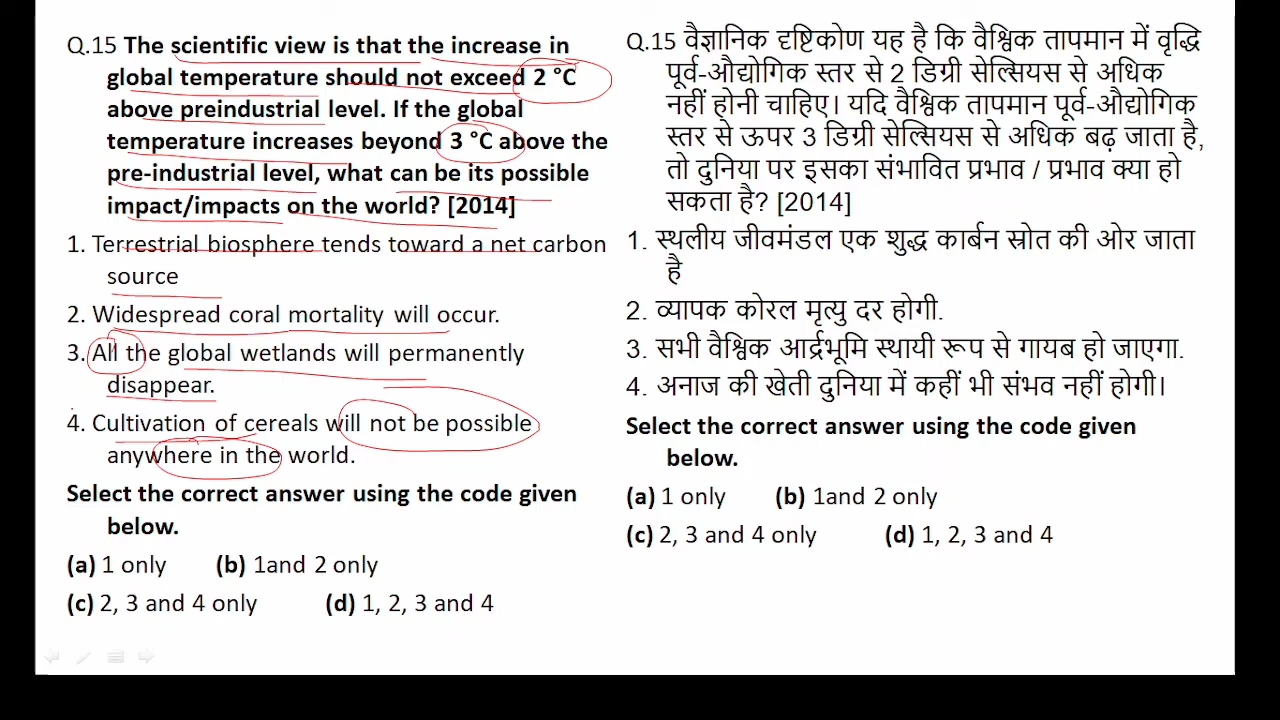 Q.15 The scientific view is that the increase in
global temperature should not exceed 2 °C
above preindustrial level. If the global
temperature increases beyond 3 °C above the
pre-industrial level, what can be its possible
impact/impacts on the world? [2014]
1. Terrestrial biosphere tends toward a net carbon
source
2. Widespread coral mortality will occur.
3. All the global wetlands will permanently
disappear.
4. Cultivation of cereals will not be possible
anywhere in the world.
Select the correct answer using the code given
below.
(a) 1 only (b) 1and 2 only
(c) 2, 3 and 4 only (d) 1, 2, 3 and 4
Q.15 वैज्ञानिक दृष्टिकोण यह है कि वैश्विक तापमान में वृद्धि
पूर्व-औद्योगिक स्तर से 2 डिग्री सेल्सियस से अधिक
नहीं होनी चाहिए। यदि वैश्विक तापमान पूर्व-औद्योगिक
स्तर से ऊपर 3 डिग्री सेल्सियस से अधिक बढ़ जाता है,
तो दुनिया पर इसका संभावित प्रभाव / प्रभाव क्या हो
सकता है? [2014]
1. स्थलीय जीवमंडल एक शुद्ध कार्बन स्रोत की ओर जाता
है
2. व्यापक कोरल मृत्यु दर होगी.
3. सभी वैश्विक आर्द्रभूमि स्थायी रूप से गायब हो जाएगा.
4. अनाज की खेती दुनिया में कहीं भी संभव नहीं होगी।
Select the correct answer using the code given
below.
(a) 1 only (b) 1and 2 only
(c) 2, 3 and 4 only (d) 1, 2, 3 and 4